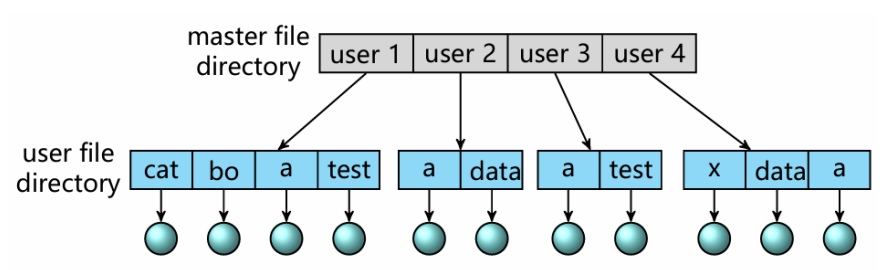 master file
directory
user 1 user 2 user 3 user 4
user file
directory
cat bo a test a data a test x data a